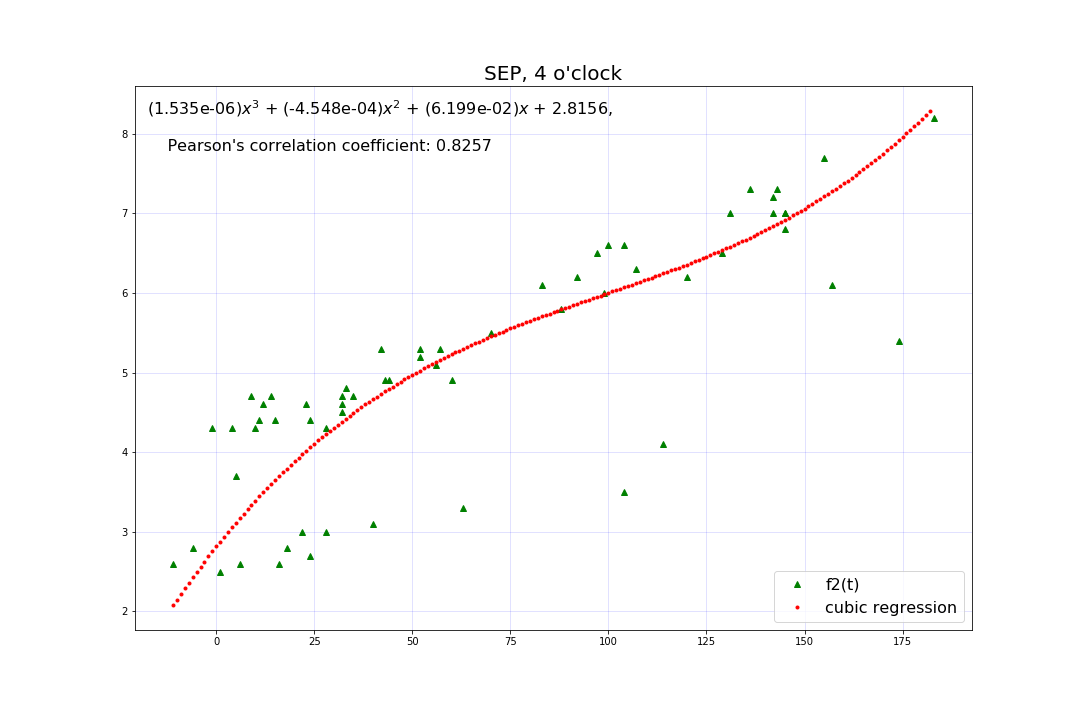 SEP, 4 o'clock
(1.535e-06)x³ + (-4.548e-04)x² + (6.199e-02)x + 2.8156,
Pearson's correlation coefficient: 0.8257
8
7
6
5
4
3
2
f2(t)
cubic regression
0 25 50 75 100 125 150 175